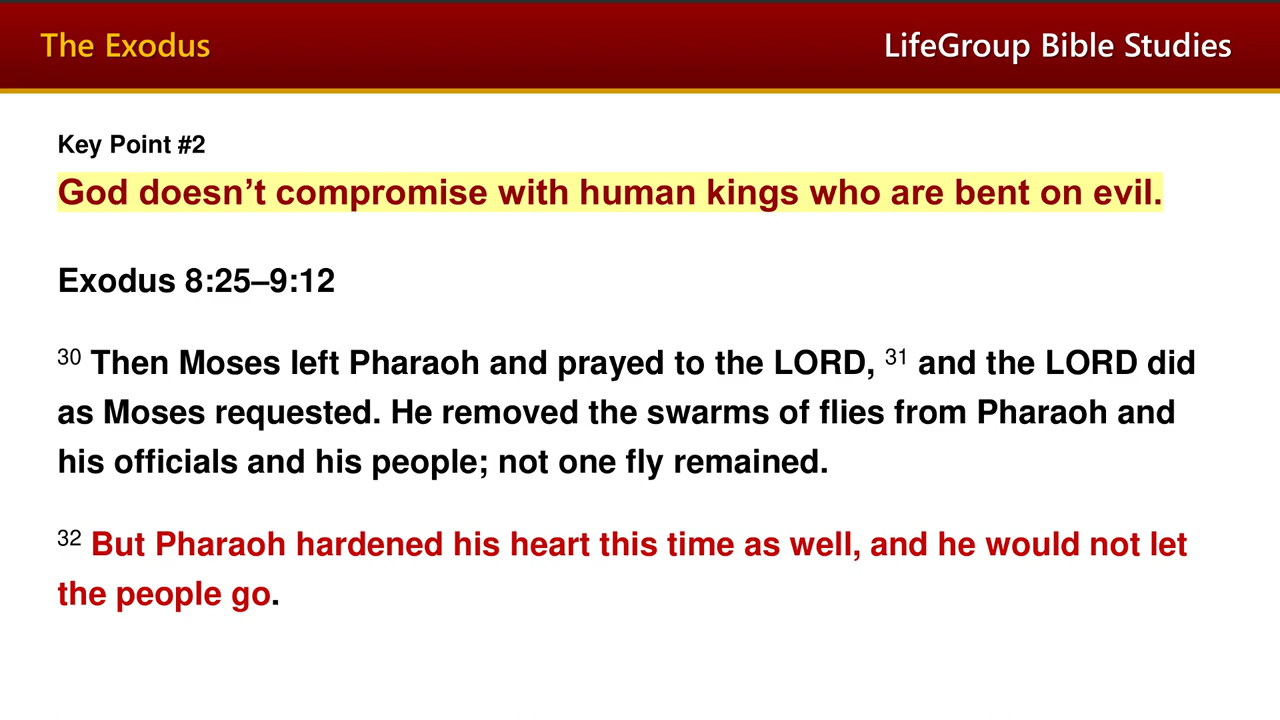 The Exodus
LifeGroup Bible Studies
Key Point #2
God doesn’t compromise with human kings who are bent on evil.
Exodus 8:25–9:12
30 Then Moses left Pharaoh and prayed to the LORD, 31 and the LORD did
as Moses requested. He removed the swarms of flies from Pharaoh and
his officials and his people; not one fly remained.
32 But Pharaoh hardened his heart this time as well, and he would not let
the people go.